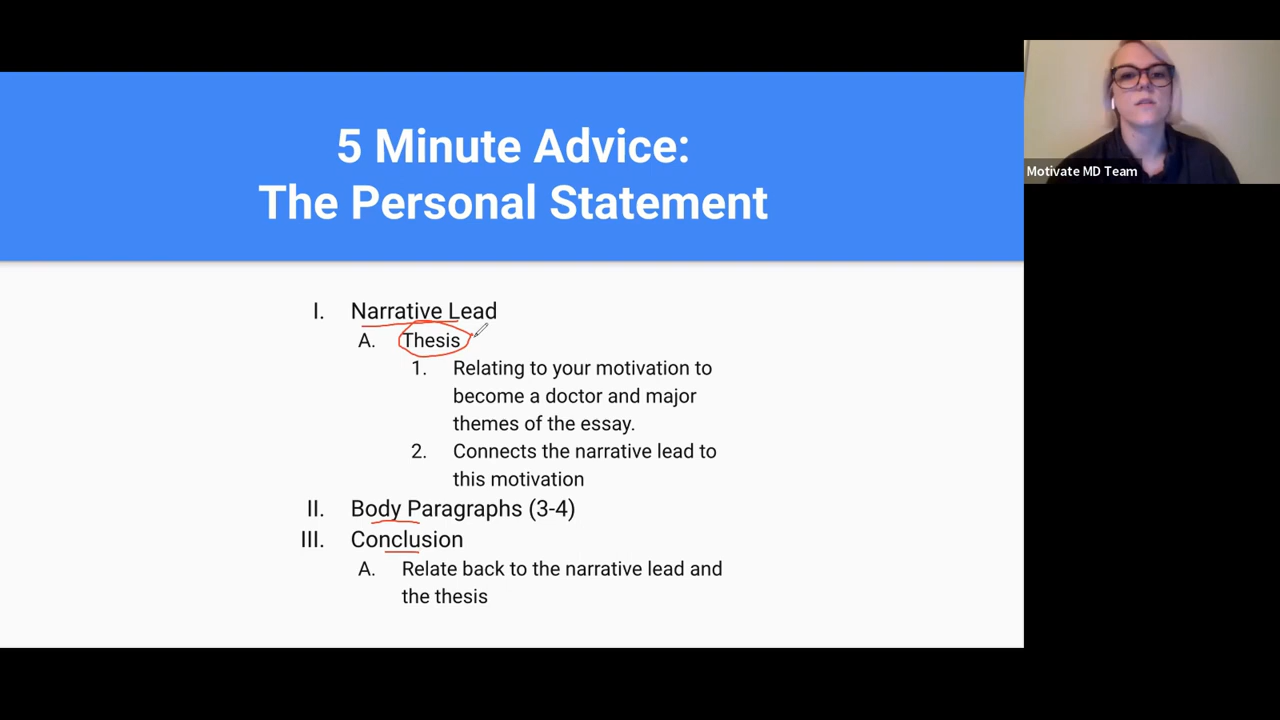 5 Minute Advice:
The Personal Statement
Motivate MD Team
I. Narrative Lead
A. Thesis
1. Relating to your motivation to
become a doctor and major
themes of the essay.
2. Connects the narrative lead to
this motivation
II. Body Paragraphs (3-4)
III. Conclusion
A. Relate back to the narrative lead and
the thesis